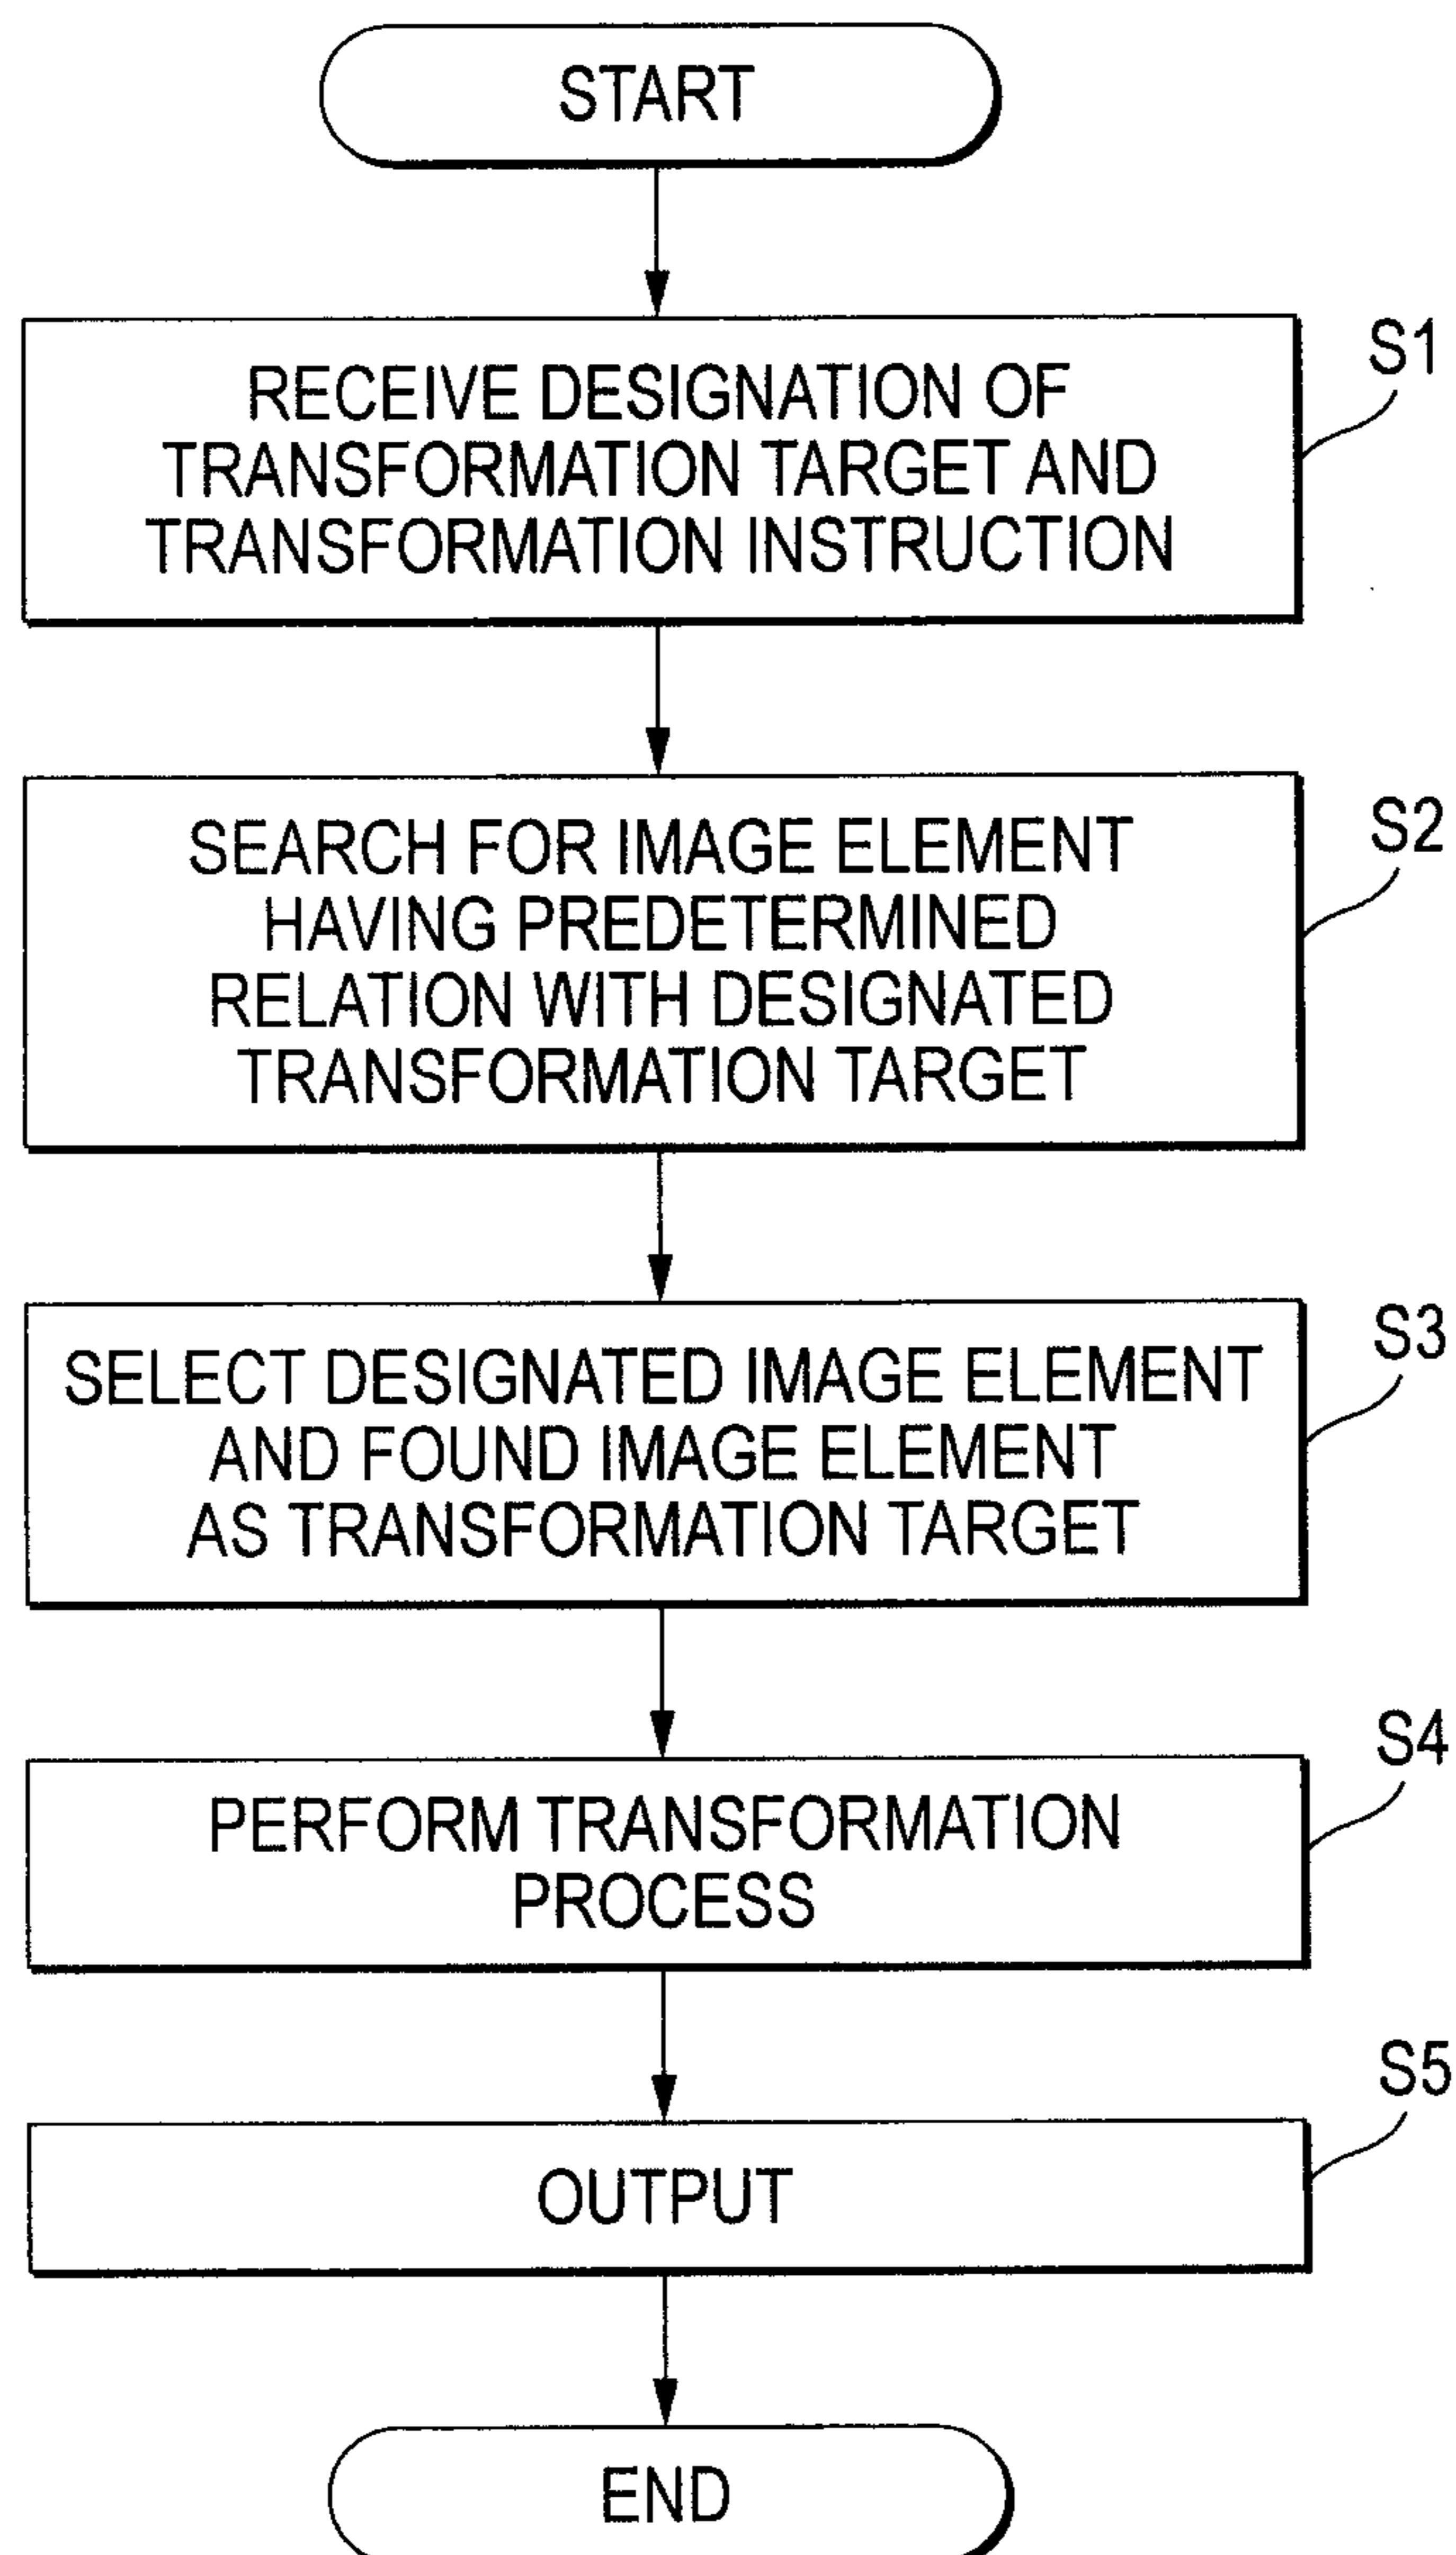 START
S1
RECEIVE DESIGNATION OF
TRANSFORMATION TARGET AND
TRANSFORMATION INSTRUCTION
S2
SEARCH FOR IMAGE ELEMENT
HAVING PREDETERMINED
RELATION WITH DESIGNATED
TRANSFORMATION TARGET
S3
SELECT DESIGNATED IMAGE ELEMENT
AND FOUND IMAGE ELEMENT
AS TRANSFORMATION TARGET
S4
PERFORM TRANSFORMATION
PROCESS
S5
OUTPUT
END